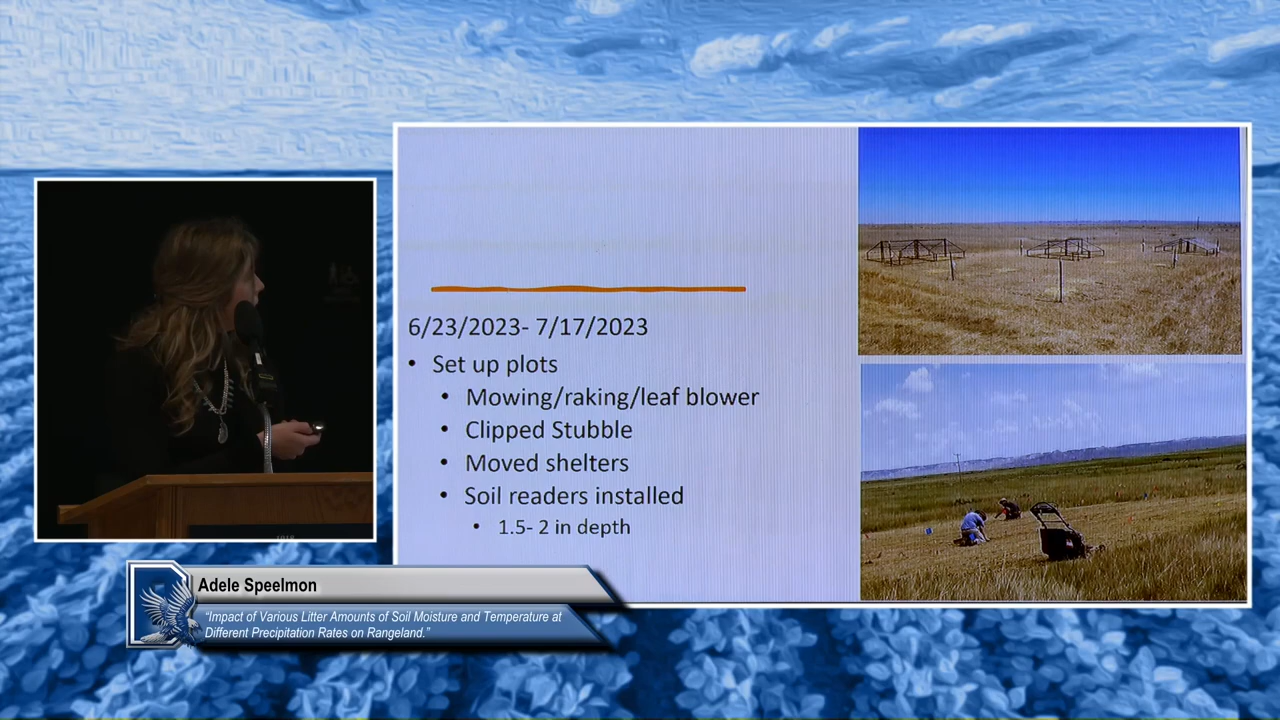 6/23/2023- 7/17/2023
• Set up plots
• Mowing/raking/leaf blower
• Clipped Stubble
• Moved shelters
• Soil readers installed
• 1.5- 2 in depth
Adele Speelmon
“Impact of Various Litter Amounts of Soil Moisture and Temperature at
Different Precipitation Rates on Rangeland.”